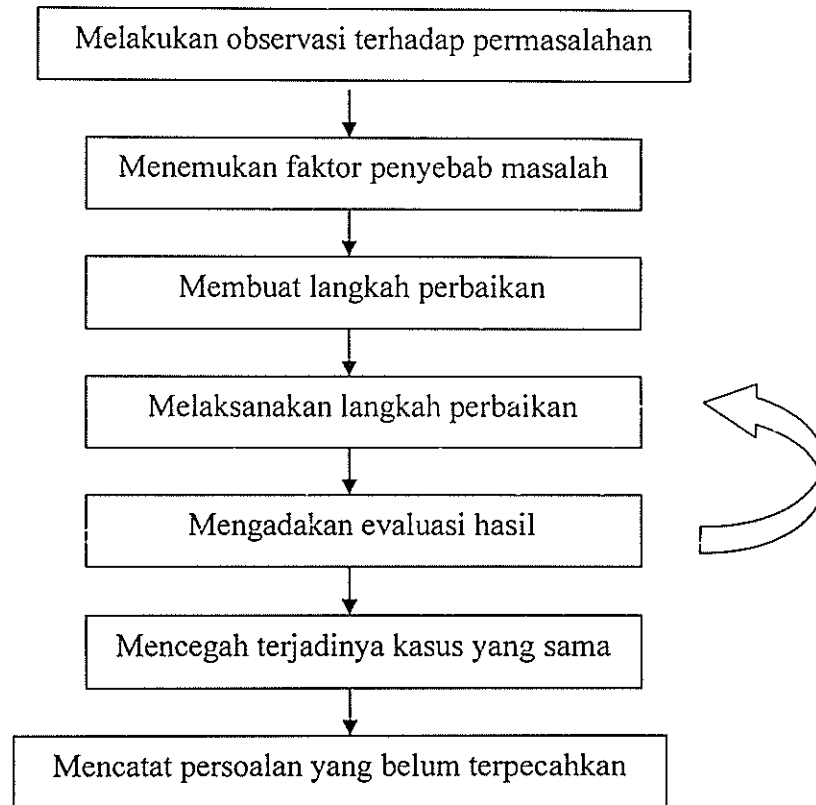 Melakukan observasi terhadap permasalahan
Menemukan faktor penyebab masalah
Membuat langkah perbaikan
Melaksanakan langkah perbaikan
Mengadakan evaluasi hasil
Mencegah terjadinya kasus yang sama
Mencatat persoalan yang belum terpecahkan